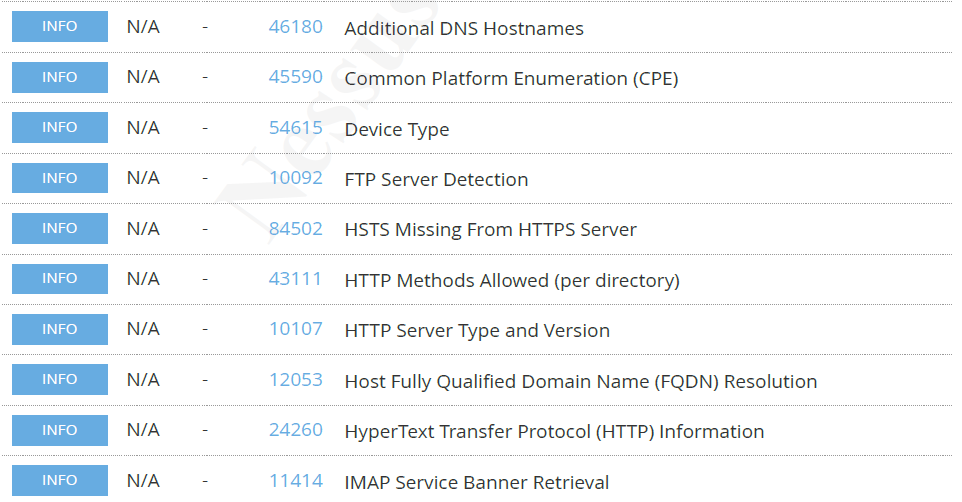 INFO N/A - 46180 Additional DNS Hostnames
INFO N/A - 45590 Common Platform Enumeration (CPE)
INFO N/A - 54615 Device Type
INFO N/A - 10092 FTP Server Detection
INFO N/A - 84502 HSTS Missing From HTTPS Server
INFO N/A - 43111 HTTP Methods Allowed (per directory)
INFO N/A - 10107 HTTP Server Type and Version
INFO N/A - 12053 Host Fully Qualified Domain Name (FQDN) Resolution
INFO N/A - 24260 HyperText Transfer Protocol (HTTP) Information
INFO N/A - 11414 IMAP Service Banner Retrieval
Nessus